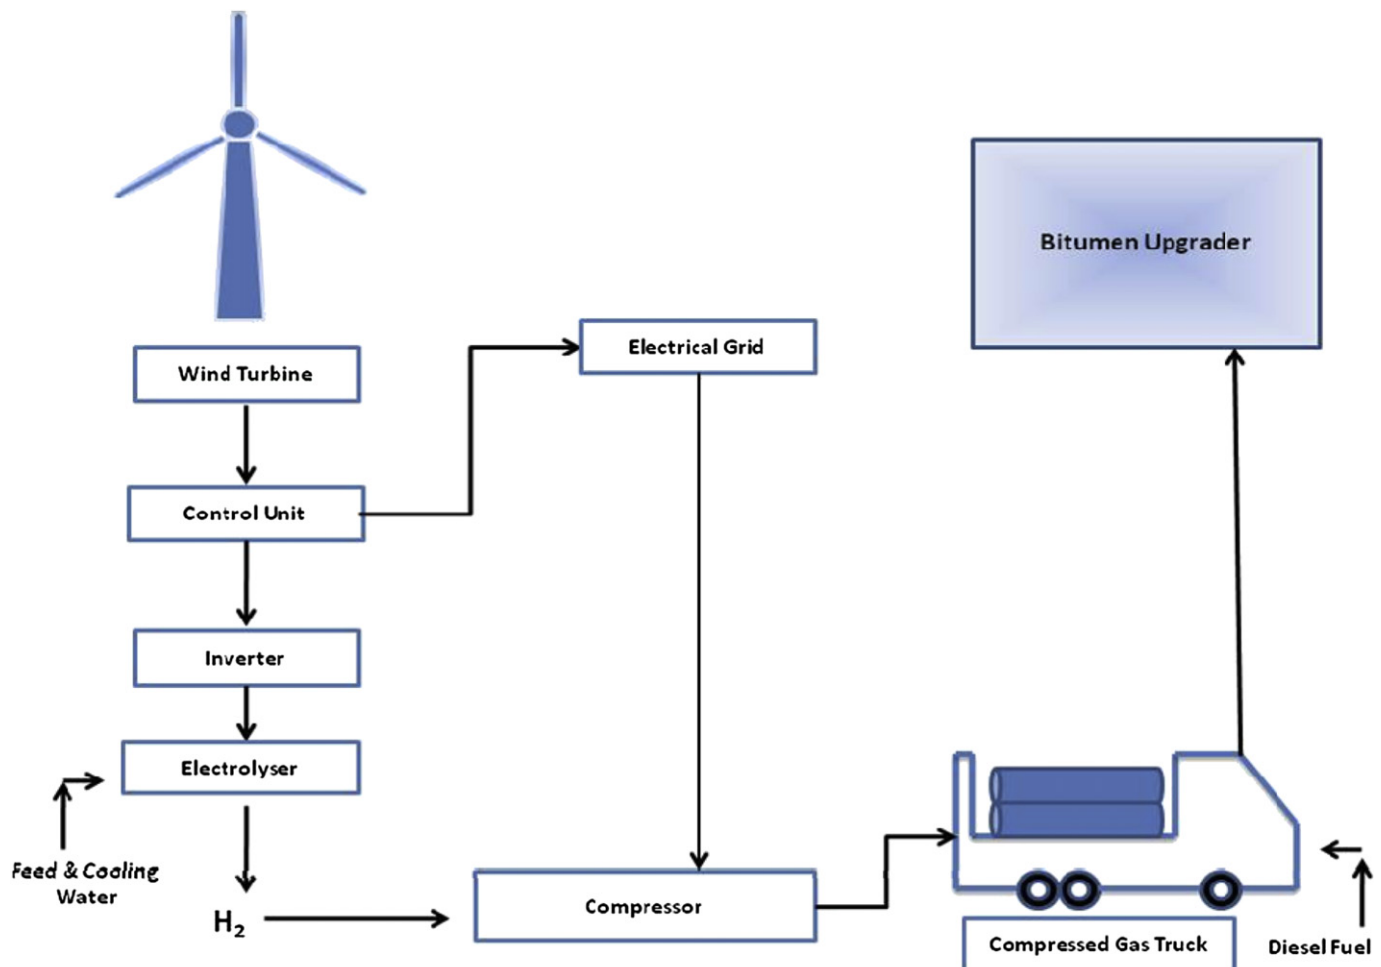 Bitumen Upgrader
Electrical Grid
Wind Turbine
Control Unit
Inverter
Electrolyser
Feed & Cooling
Water
H₂
Compressor
Compressed Gas Truck
Diesel Fuel